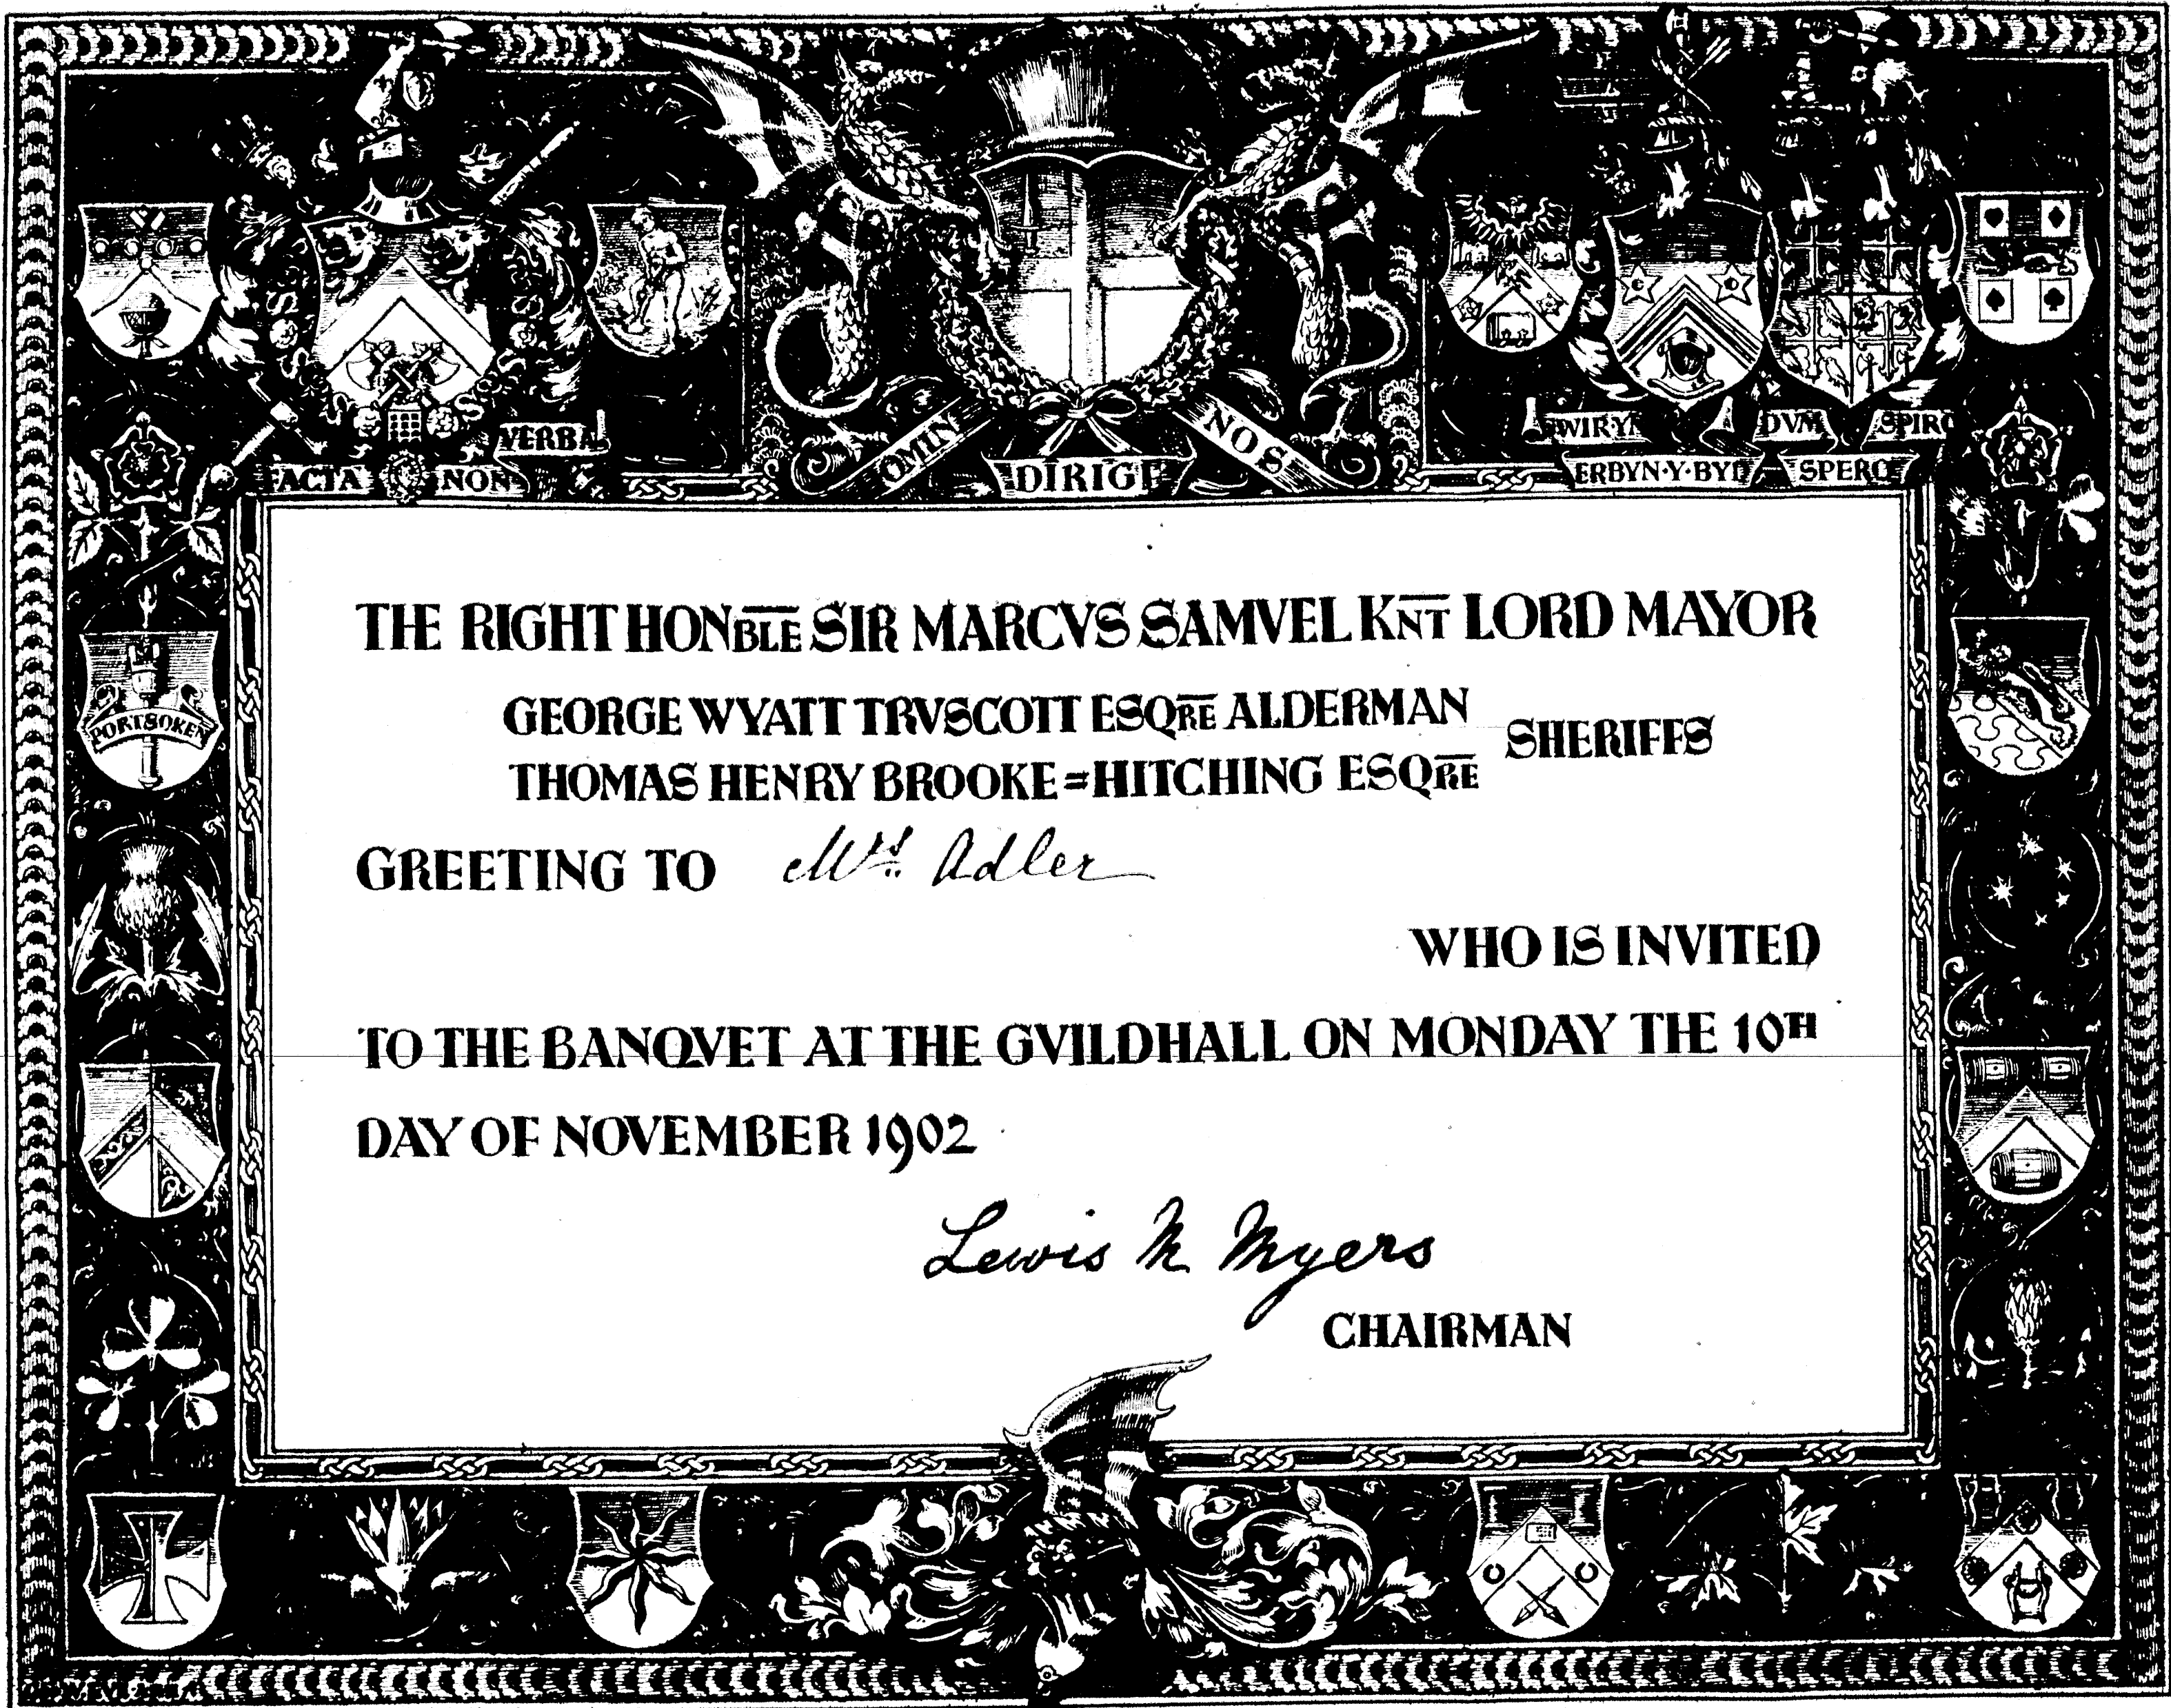 VERBA
ACTA NON
DOMINE DIRIGE NOS
DVM SPIRO
ERBYN·Y·BYD SPERO
THE RIGHT HONBLE SIR MARCVS SAMVEL KNT LORD MAYOR
GEORGE WYATT TRVSCOTT ESQRE ALDERMAN
SHERIFFS
THOMAS HENRY BROOKE=HITCHING ESQRE
PORTSOKEN
GREETING TO Mrs. Adler
WHO IS INVITED
TO THE BANQVET AT THE GVILDHALL ON MONDAY THE 10TH
DAY OF NOVEMBER 1902
Lewis M Myers
CHAIRMAN